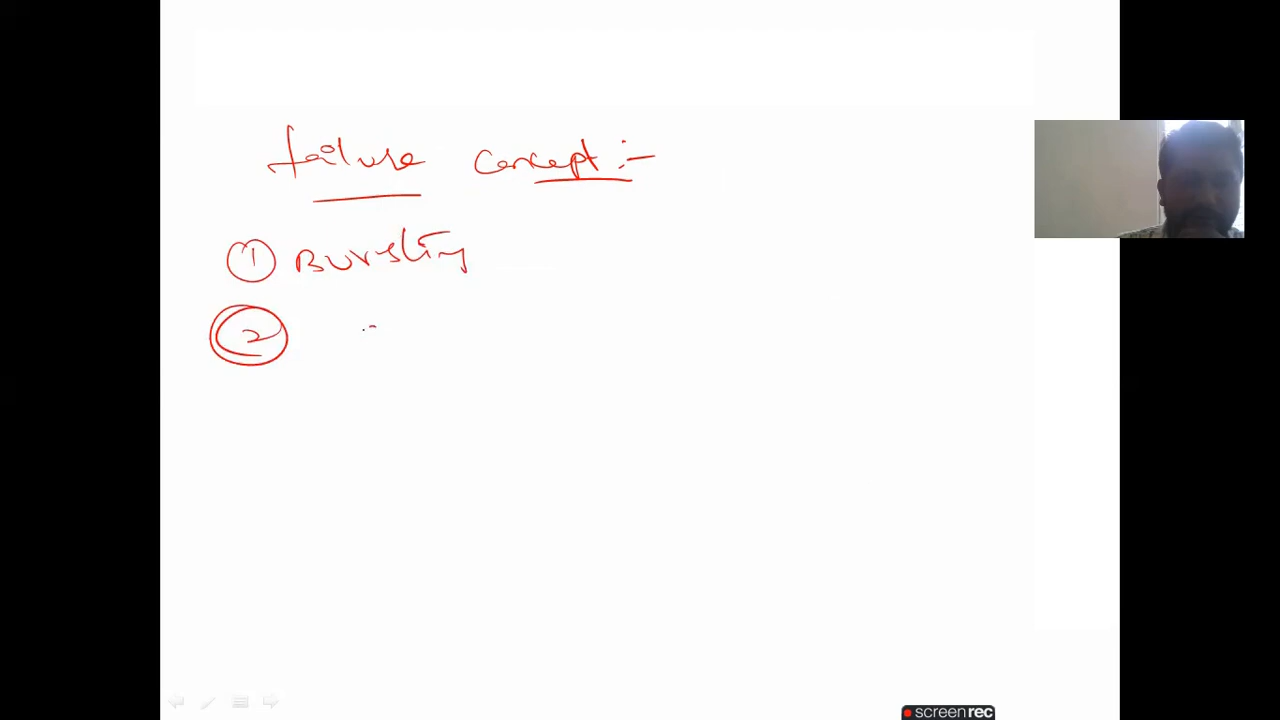 failure concept :-
① Bursting
②
screenrec